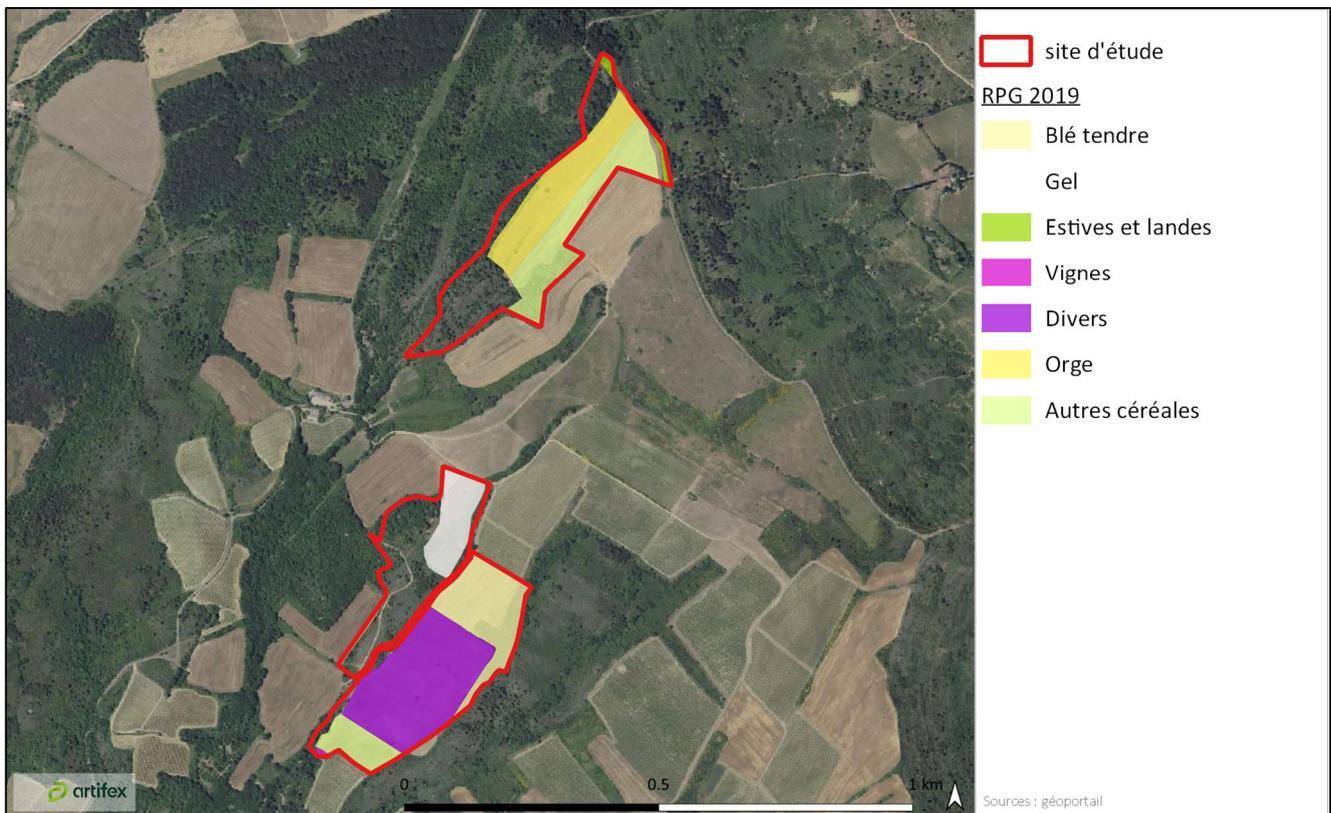 site d'étude
RPG 2019
Blé tendre
Gel
Estives et landes
Vignes
Divers
Orge
Autres céréales
artifex
0 0.5 1 km
Sources : géoportail